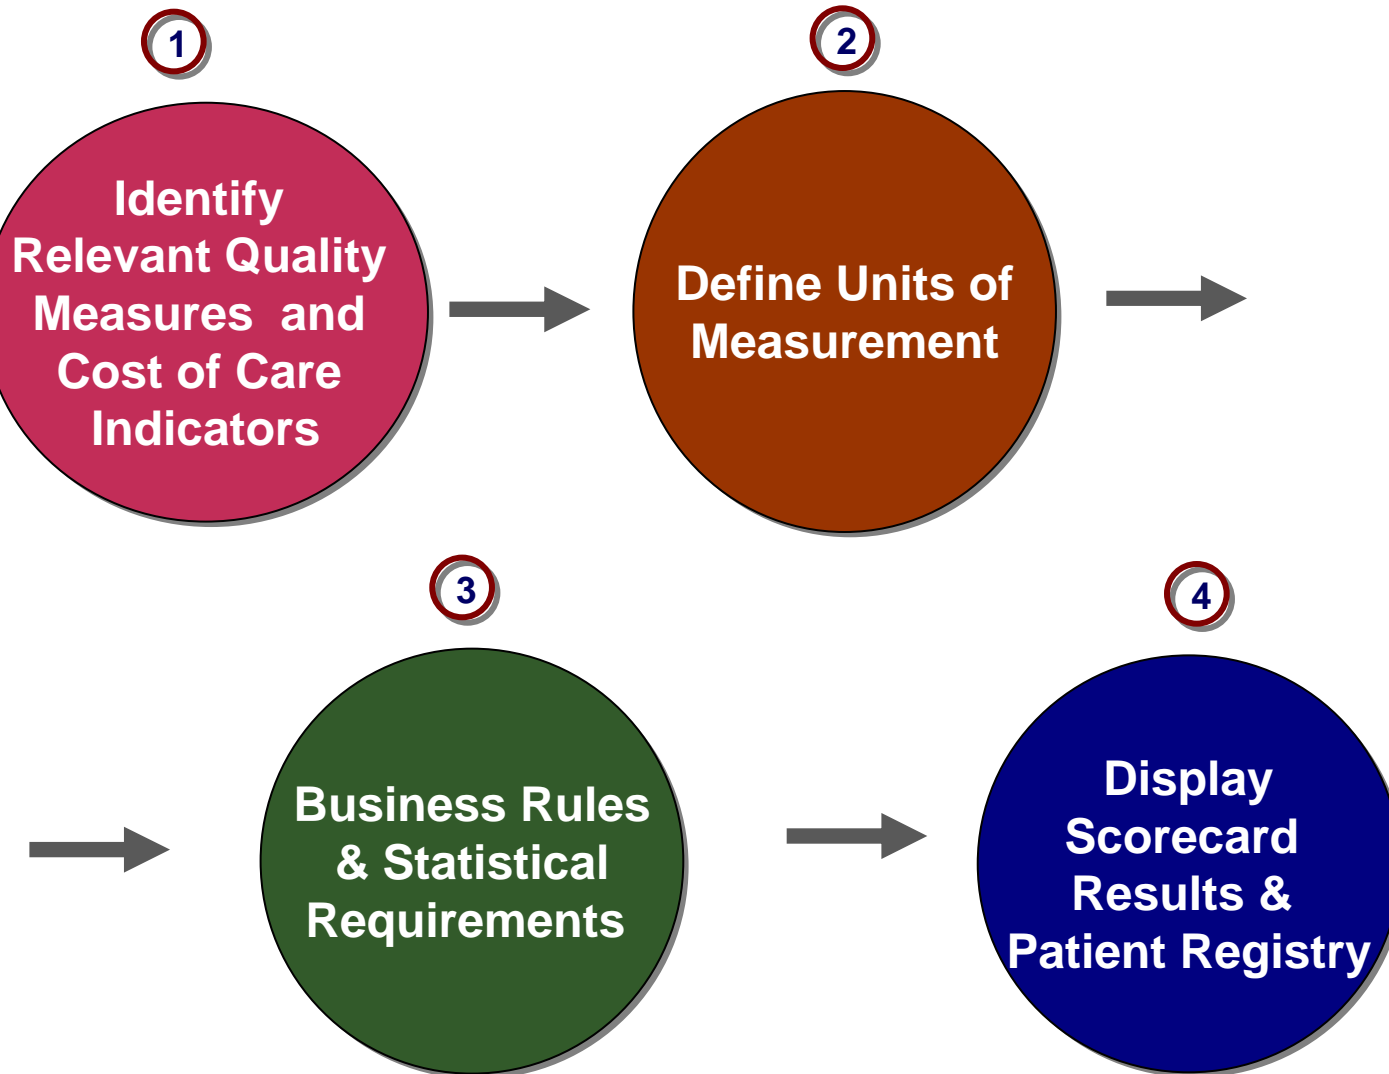 1
Identify
Relevant Quality
Measures and
Cost of Care
Indicators
2
Define Units of
Measurement
3
Business Rules
& Statistical
Requirements
4
Display
Scorecard
Results &
Patient Registry